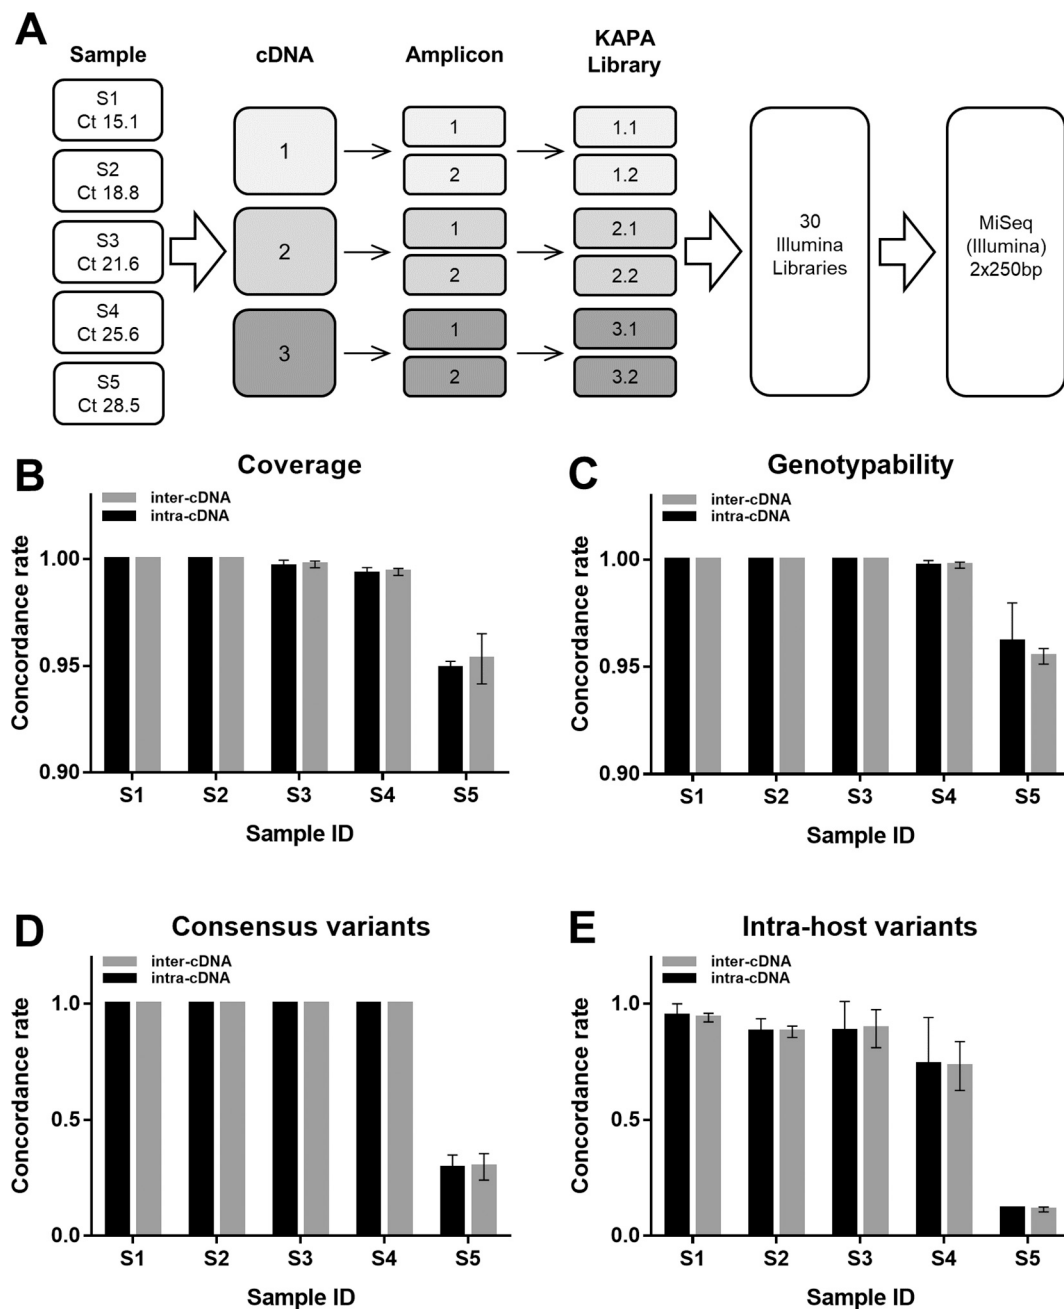 A
Sample
cDNA
Amplicon
KAPA
Library
S1
Ct 15.1
S2
Ct 18.8
S3
Ct 21.6
S4
Ct 25.6
S5
Ct 28.5
1
2
3
1
2
1
2
1
2
1.1
1.2
2.1
2.2
3.1
3.2
30
Illumina
Libraries
MiSeq
(Illumina)
2x250bp
B
Coverage
inter-cDNA
intra-cDNA
Concordance rate
1.00
0.95
0.90
S1 S2 S3 S4 S5
Sample ID
C
Genotypability
inter-cDNA
intra-cDNA
Concordance rate
1.00
0.95
0.90
S1 S2 S3 S4 S5
Sample ID
D
Consensus variants
inter-cDNA
intra-cDNA
Concordance rate
1.0
0.5
0.0
S1 S2 S3 S4 S5
Sample ID
E
Intra-host variants
inter-cDNA
intra-cDNA
Concordance rate
1.0
0.5
0.0
S1 S2 S3 S4 S5
Sample ID